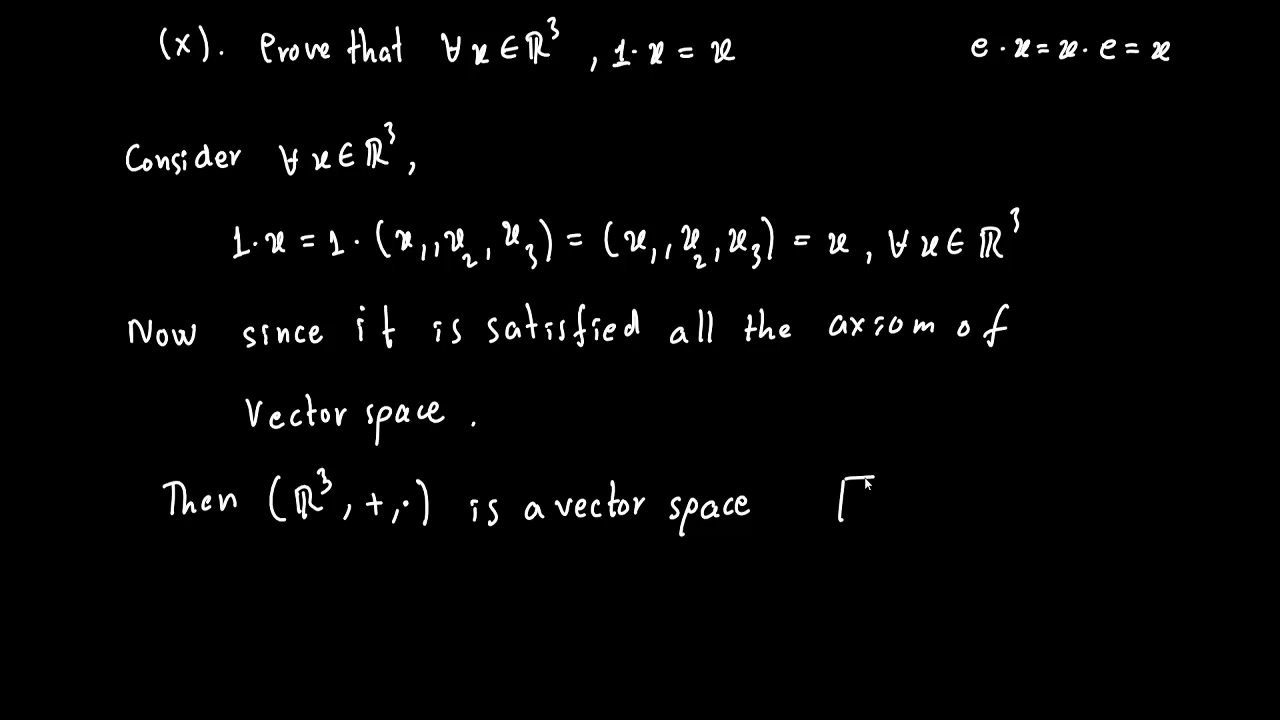 (x). Prove that ∀ x ∈ ℝ³, 1·x = x
e · x = x · e = x
Consider ∀ x ∈ ℝ³,
1·x = 1·(x₁, x₂, x₃) = (x₁, x₂, x₃) = x, ∀ x ∈ ℝ³
Now since it is satisfied all the axiom of
Vector space.
Then (ℝ³, +, ·) is a vector space